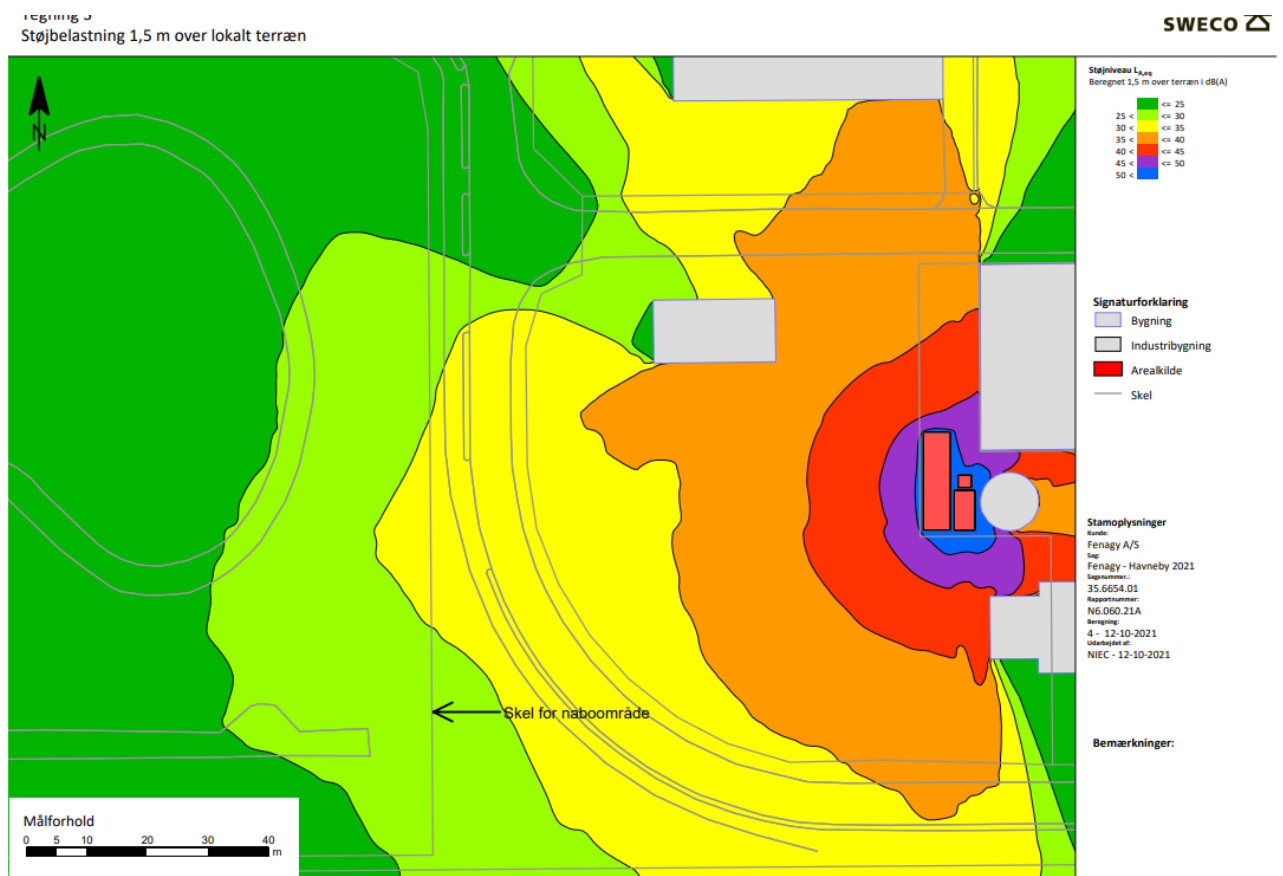 Støjbelastning 1,5 m over lokalt terræn
SWECO
N
Støjniveau L A,eq
Beregnet 1,5 m over terræn i dB(A)
<= 25
25 < <= 30
30 < <= 35
35 < <= 40
40 < <= 45
45 < <= 50
50 <
Signaturforklaring
Bygning
Industribygning
Arealkilde
Skel
Stamoplysninger
Kunde:
Fenagy A/S
Sag:
Fenagy - Havneby 2021
Sagsnummer.:
35.6654.01
Rapportnummer:
N6.060.21A
Beregning:
4 - 12-10-2021
Udarbejdet af:
NIEC - 12-10-2021
Skel for naboområde
Bemærkninger:
Målforhold
0 5 10 20 30 40
m